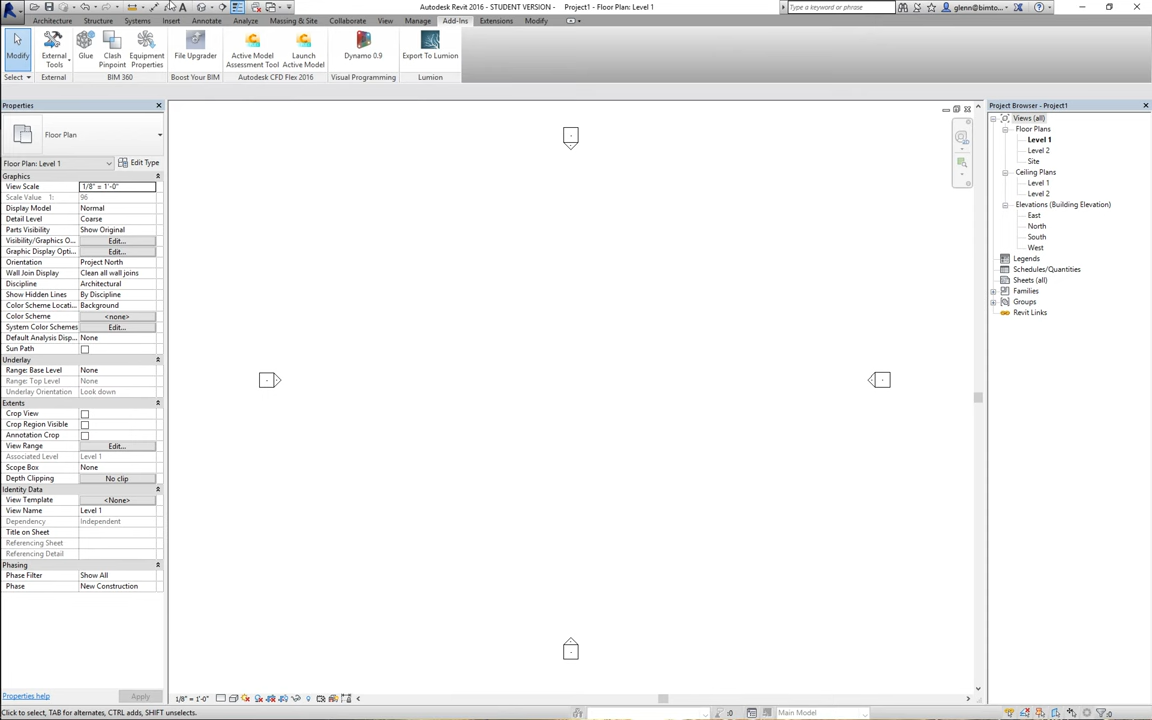 Autodesk Revit 2016 - STUDENT VERSION - Project1 - Floor Plan: Level 1
Type a keyword or phrase
glenn@bimto...
Architecture Structure Systems Insert Annotate Analyze Massing & Site Collaborate View Manage Add-Ins Extensions Modify
Modify External Tools Glue Clash Pinpoint Equipment Properties File Upgrader Active Model Assessment Tool Launch Active Model Dynamo 0.9 Export To Lumion
Select External BIM 360 Boost Your BIM Autodesk CFD Flex 2016 Visual Programming Lumion
Properties
Floor Plan
Floor Plan: Level 1 Edit Type
Graphics
View Scale 1/8" = 1'-0"
Scale Value 1: 96
Display Model Normal
Detail Level Coarse
Parts Visibility Show Original
Visibility/Graphics O... Edit...
Graphic Display Opti... Edit...
Orientation Project North
Wall Join Display Clean all wall joins
Discipline Architectural
Show Hidden Lines By Discipline
Color Scheme Locati... Background
Color Scheme <none>
System Color Schemes Edit...
Default Analysis Disp... None
Sun Path
Underlay
Range: Base Level None
Range: Top Level None
Underlay Orientation Look down
Extents
Crop View
Crop Region Visible
Annotation Crop
View Range Edit...
Associated Level Level 1
Scope Box None
Depth Clipping No clip
Identity Data
View Template <None>
View Name Level 1
Dependency Independent
Title on Sheet
Referencing Sheet
Referencing Detail
Phasing
Phase Filter Show All
Phase New Construction
Properties help Apply
Project Browser - Project1
Views (all)
Floor Plans
Level 1
Level 2
Site
Ceiling Plans
Level 1
Level 2
Elevations (Building Elevation)
East
North
South
West
Legends
Schedules/Quantities
Sheets (all)
Families
Groups
Revit Links
1/8" = 1'-0"
Click to select, TAB for alternates, CTRL adds, SHIFT unselects. :0 Main Model :0